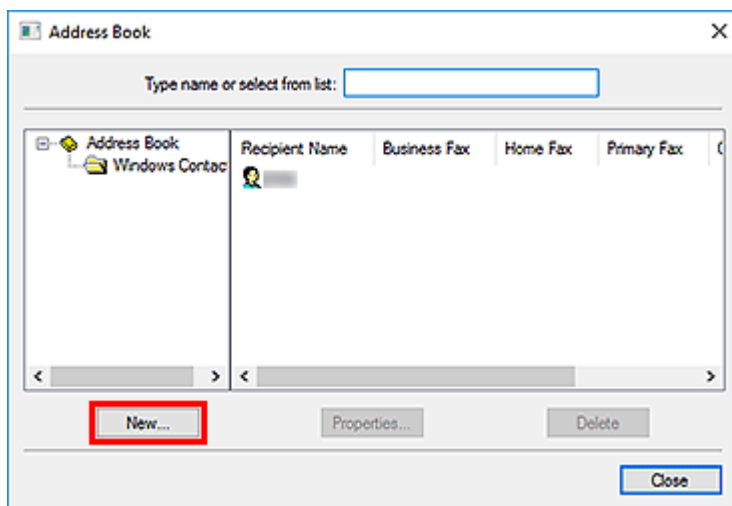 Address Book
Type name or select from list:
Address Book
Windows Contac
Recipient Name Business Fax Home Fax Primary Fax
New... Properties... Delete
Close